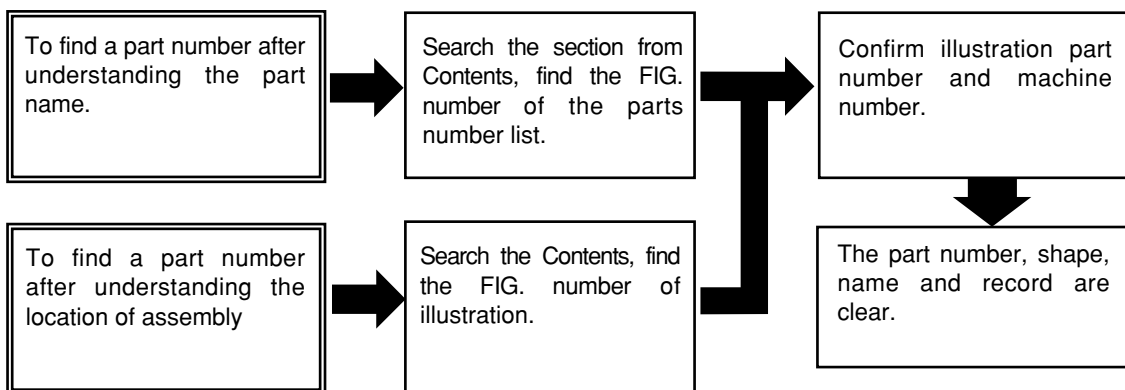 To find a part number after
understanding the part
name.
Search the section from
Contents, find the FIG.
number of the parts
number list.
Confirm illustration part
number and machine
number.
To find a part number
after understanding the
location of assembly
Search the Contents, find
the FIG. number of
illustration.
The part number, shape,
name and record are
clear.